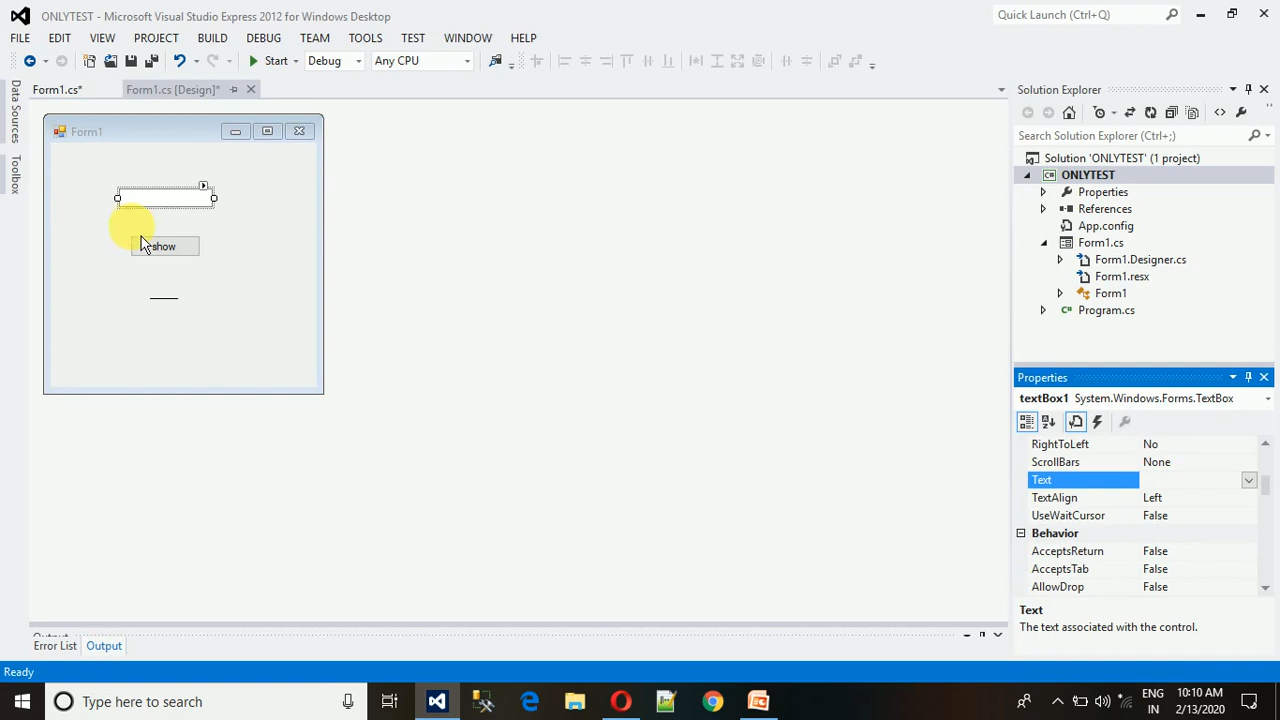 ONLYTEST - Microsoft Visual Studio Express 2012 for Windows Desktop
Quick Launch (Ctrl+Q)
FILE EDIT VIEW PROJECT BUILD DEBUG TEAM TOOLS TEST WINDOW HELP
Start Debug Any CPU
Data Sources
Toolbox
Form1.cs* Form1.cs [Design]*
Form1
show
Solution Explorer
Search Solution Explorer (Ctrl+;)
Solution 'ONLYTEST' (1 project)
ONLYTEST
Properties
References
App.config
Form1.cs
Form1.Designer.cs
Form1.resx
Form1
Program.cs
Properties
textBox1 System.Windows.Forms.TextBox
RightToLeft No
ScrollBars None
Text
TextAlign Left
UseWaitCursor False
Behavior
AcceptsReturn False
AcceptsTab False
AllowDrop False
Text
The text associated with the control.
Output
Error List Output
Ready
Type here to search
ENG
IN
10:10 AM
2/13/2020